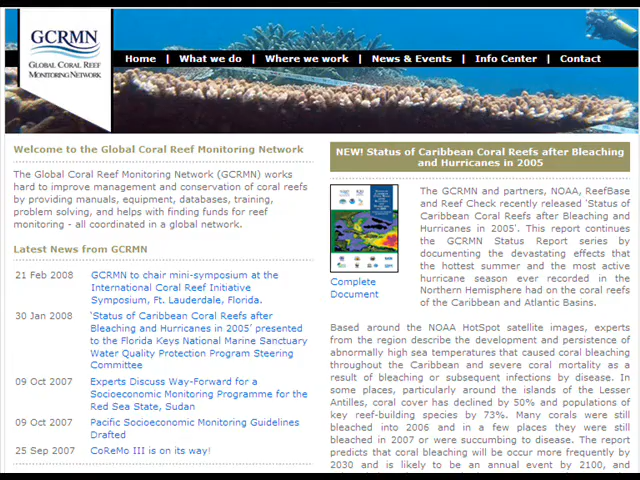 GCRMN
GLOBAL CORAL REEF
MONITORING NETWORK
Home | What we do | Where we work | News & Events | Info Center | Contact
Welcome to the Global Coral Reef Monitoring Network
The Global Coral Reef Monitoring Network (GCRMN) works
hard to improve management and conservation of coral reefs
by providing manuals, equipment, databases, training,
problem solving, and helps with finding funds for reef
monitoring - all coordinated in a global network.
Latest News from GCRMN
21 Feb 2008 GCRMN to chair mini-symposium at the
International Coral Reef Initiative
Symposium, Ft. Lauderdale, Florida.
30 Jan 2008 'Status of Caribbean Coral Reefs after
Bleaching and Hurricanes in 2005' presented
to the Florida Keys National Marine Sanctuary
Water Quality Protection Program Steering
Committee
09 Oct 2007 Experts Discuss Way-Forward for a
Socioeconomic Monitoring Programme for the
Red Sea State, Sudan
09 Oct 2007 Pacific Socioeconomic Monitoring Guidelines
Drafted
25 Sep 2007 CoReMo III is on its way!
NEW! Status of Caribbean Coral Reefs after Bleaching
and Hurricanes in 2005
Complete
Document
The GCRMN and partners, NOAA, ReefBase
and Reef Check recently released 'Status of
Caribbean Coral Reefs after Bleaching and
Hurricanes in 2005'. This report continues
the GCRMN Status Report series by
documenting the devastating effects that
the hottest summer and the most active
hurricane season ever recorded in the
Northern Hemisphere had on the coral reefs
of the Caribbean and Atlantic Basins.
Based around the NOAA HotSpot satellite images, experts
from the region describe the development and persistence of
abnormally high sea temperatures that caused coral bleaching
throughout the Caribbean and severe coral mortality as a
result of bleaching or subsequent infections by disease. In
some places, particularly around the islands of the Lesser
Antilles, coral cover has declined by 50% and populations of
key reef-building species by 73%. Many corals were still
bleached into 2006 and in a few places they were still
bleached in 2007 or were succumbing to disease. The report
predicts that coral bleaching will be occur more frequently by
2030 and is likely to be an annual event by 2100, and